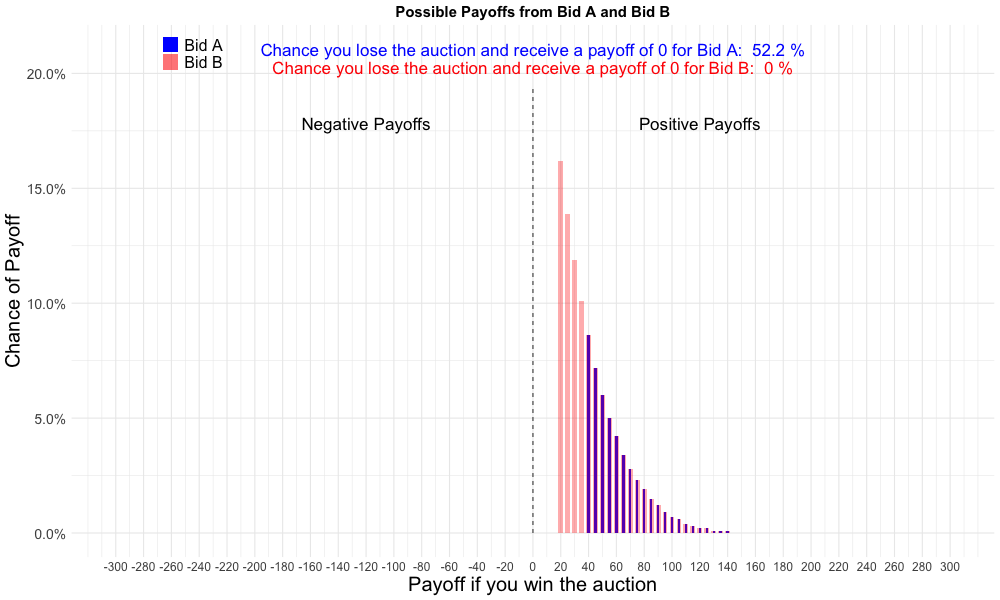 Possible Payoffs from Bid A and Bid B
Bid A
Bid B
Chance you lose the auction and receive a payoff of 0 for Bid A:  52.2 %
Chance you lose the auction and receive a payoff of 0 for Bid B:  0 %
Negative Payoffs
Positive Payoffs
Chance of Payoff
20.0%
15.0%
10.0%
5.0%
0.0%
-300 -280 -260 -240 -220 -200 -180 -160 -140 -120 -100 -80 -60 -40 -20 0 20 40 60 80 100 120 140 160 180 200 220 240 260 280 300
Payoff if you win the auction